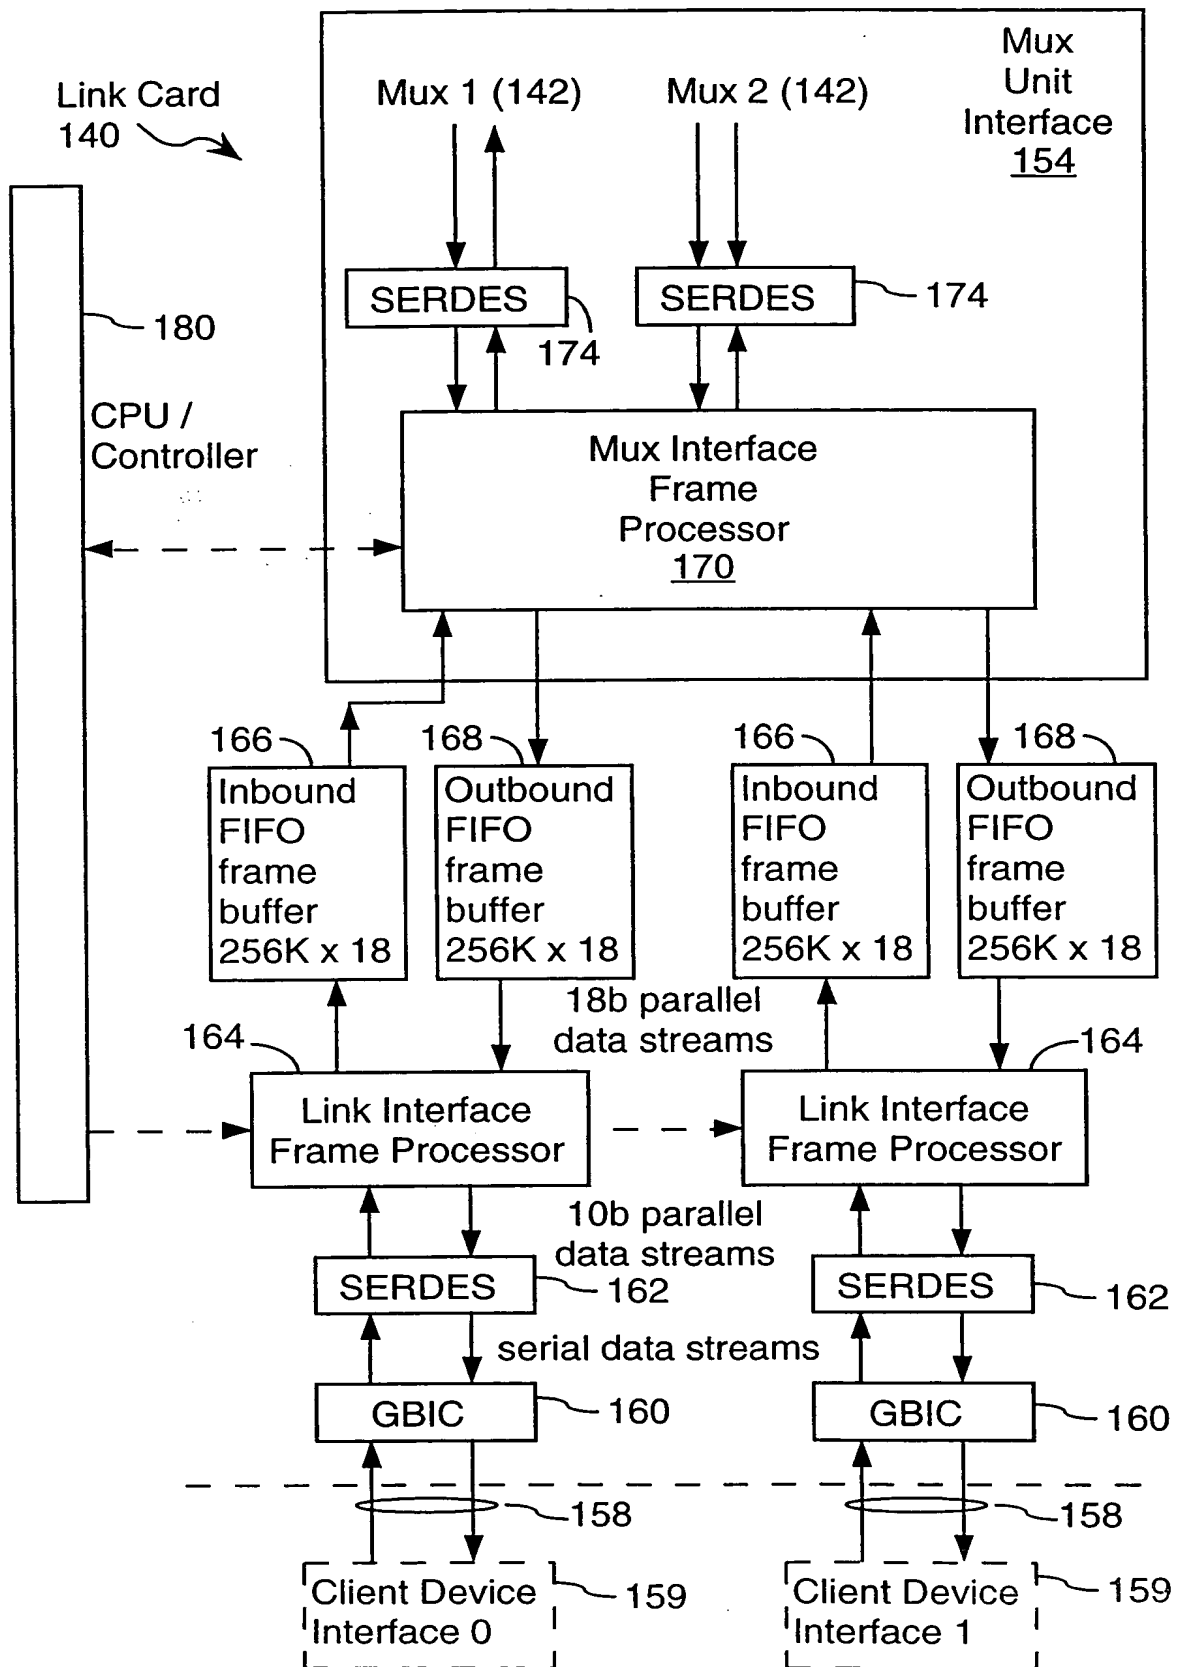 Mux
Unit
Interface
154
Link Card
140
Mux 1 (142)
Mux 2 (142)
SERDES
174
SERDES
174
180
CPU /
Controller
Mux Interface
Frame
Processor
170
166
Inbound
FIFO
frame
buffer
256K x 18
168
Outbound
FIFO
frame
buffer
256K x 18
166
Inbound
FIFO
frame
buffer
256K x 18
168
Outbound
FIFO
frame
buffer
256K x 18
18b parallel
data streams
164
Link Interface
Frame Processor
164
Link Interface
Frame Processor
10b parallel
data streams
SERDES
162
SERDES
162
serial data streams
GBIC
160
GBIC
160
158
158
Client Device
Interface 0
159
Client Device
Interface 1
159